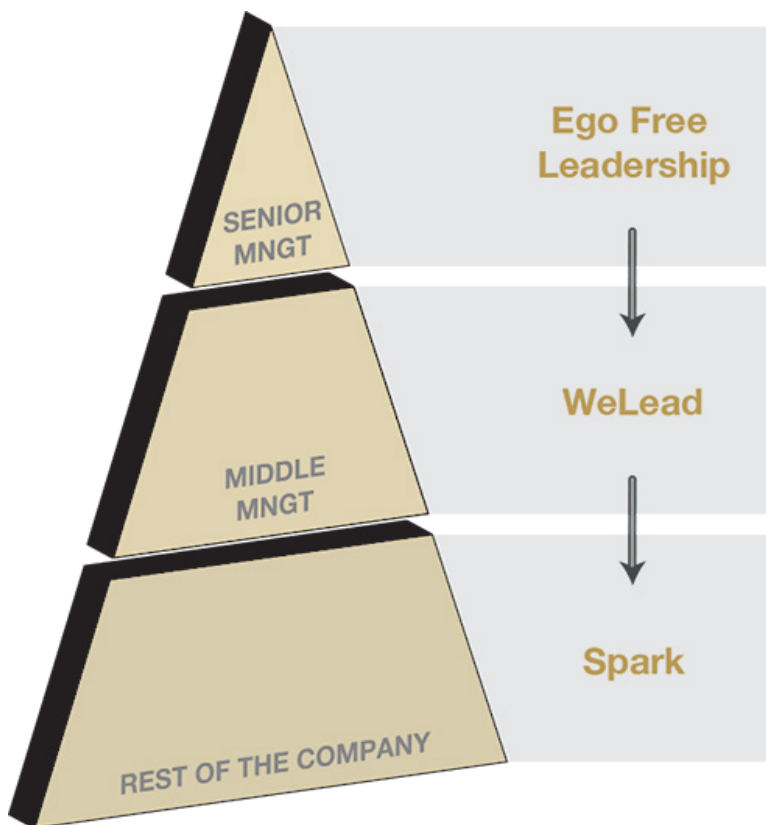 Ego Free
Leadership
SENIOR
MNGT
WeLead
MIDDLE
MNGT
Spark
REST OF THE COMPANY